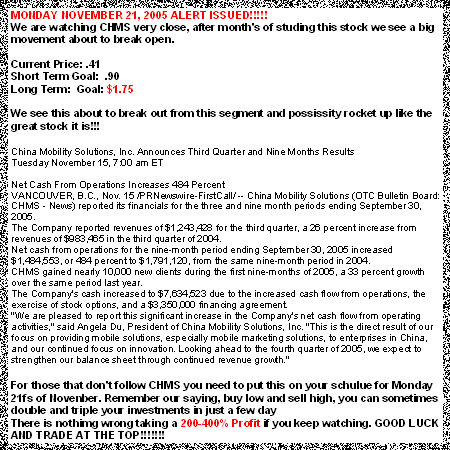 MONDAY NOVEMBER 21, 2005 ALERT ISSUED!!!!!
We are watching CHMS very close, after month's of studing this stock we see a big
movement about to break open.
Current Price: .41
Short Term Goal: .90
Long Term: Goal: $1.75
We see this about to break out from this segment and possissity rocket up like the
great stock it is!!!
China Mobility Solutions, Inc. Announces Third Quarter and Nine Months Results
Tuesday November 15, 7:00 am ET
Net Cash From Operations Increases 484 Percent
VANCOUVER, B.C., Nov. 15 /PRNewswire-FirstCall/ -- China Mobility Solutions (OTC Bulletin Board:
CHMS - News) reported its financials for the three and nine month periods ending September 30,
2005.
The Company reported revenues of $1,243,428 for the third quarter, a 26 percent increase from
revenues of $983,465 in the third quarter of 2004.
Net cash from operations for the nine-month period ending September 30, 2005 increased
$1,484,553, or 484 percent to $1,791,120, from the same nine-month period in 2004.
CHMS gained nearly 10,000 new clients during the first nine-months of 2005, a 33 percent growth
over the same period last year.
The Company's cash increased to $7,634,523 due to the increased cash flow from operations, the
exercise of stock options, and a $3,350,000 financing agreement.
"We are pleased to report this significant increase in the Company's net cash flow from operating
activities," said Angela Du, President of China Mobility Solutions, Inc. "This is the direct result of our
focus on providing mobile solutions, especially mobile marketing solutions, to enterprises in China,
and our continued focus on innovation. Looking ahead to the fourth quarter of 2005, we expect to
strengthen our balance sheet through continued revenue growth."
For those that don't follow CHMS you need to put this on your schulue for Monday
21fs of Novenber. Remember our saying, buy low and sell high, you can sometimes
double and triple your investments in just a few day
There is nothimg wrong taking a 200-400% Profit if you keep watching. GOOD LUCK
AND TRADE AT THE TOP!!!!!!!